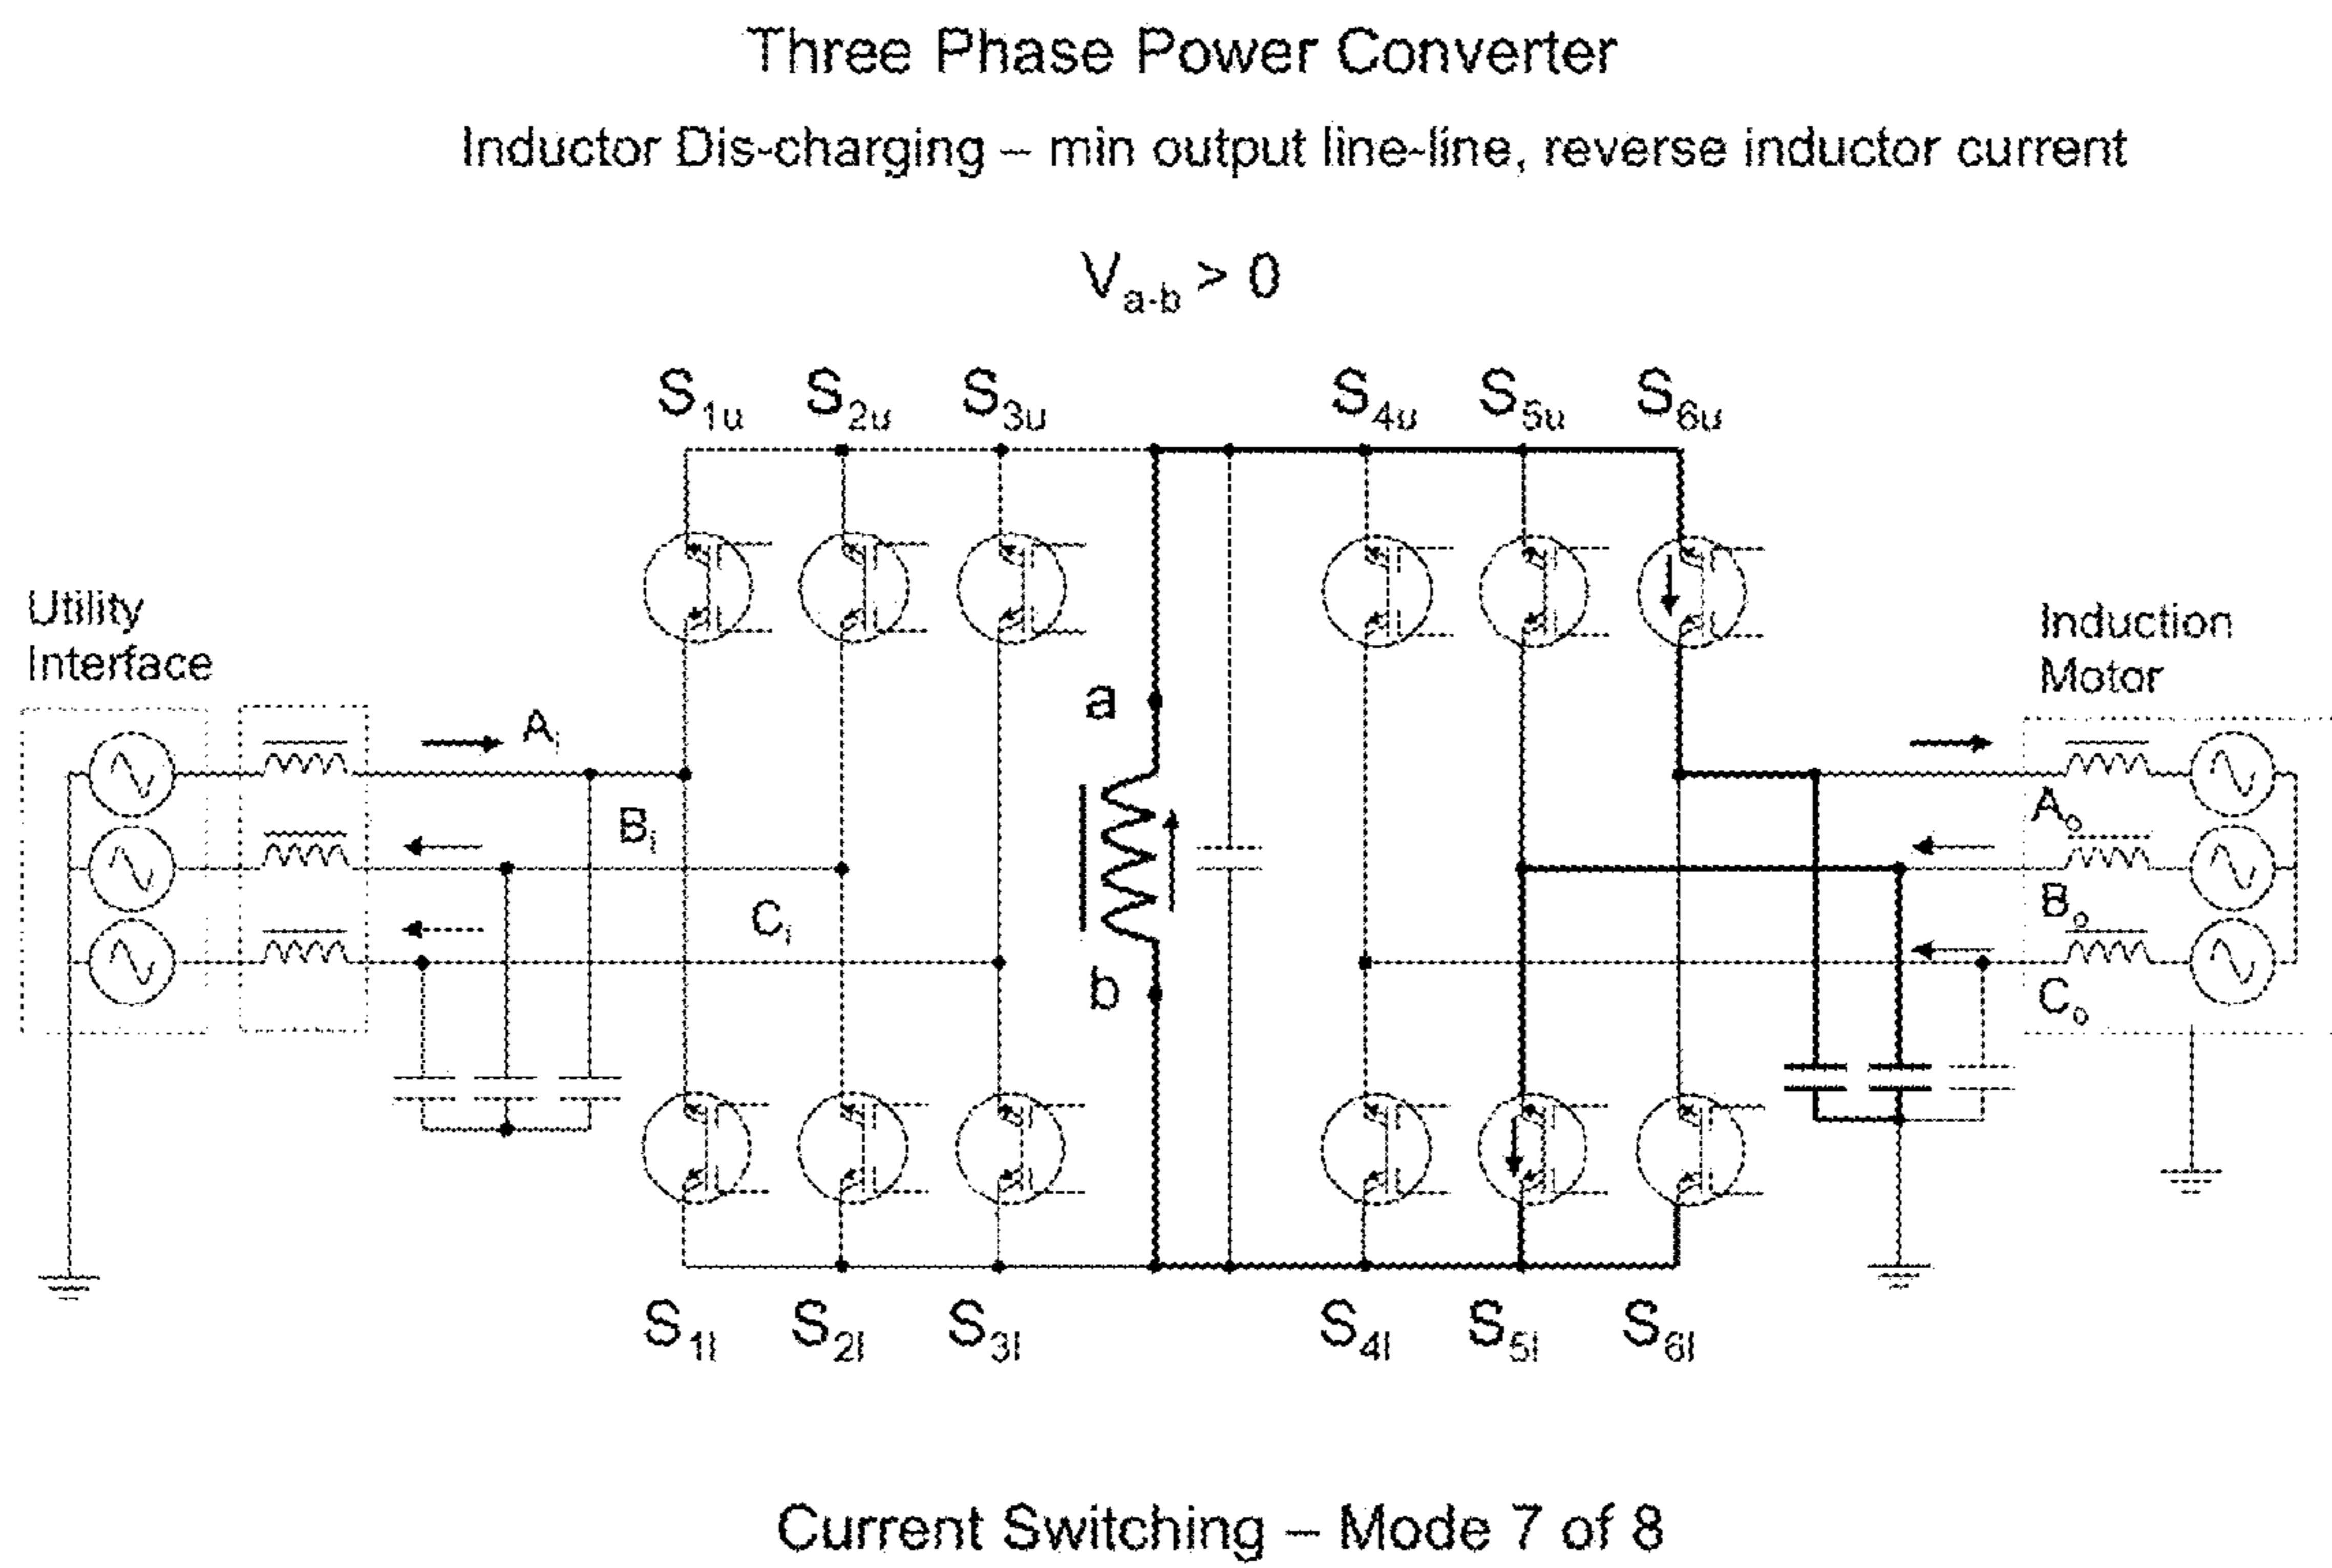 Three Phase Power Converter
Inductor Dis-charging – min output line-line, reverse inductor current
Va-b > 0
S1u S2u S3u S4u S5u S6u
Utility
Interface
Induction
Motor
a
Ai
Bi
Ci
b
Ao
Bo
Co
S1l S2l S3l S4l S5l S6l
Current Switching – Mode 7 of 8